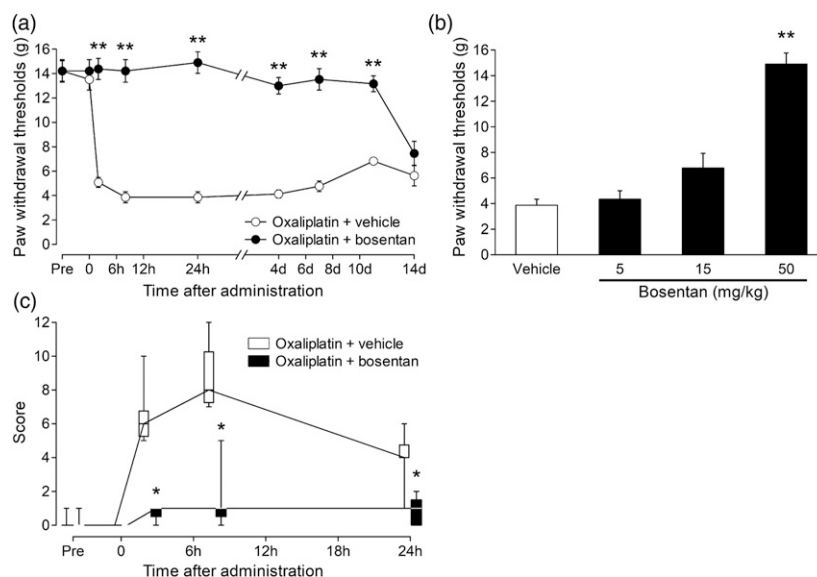 (a)
Paw withdrawal thresholds (g)
16
14
12
10
8
6
4
2
0
** ** ** ** ** **
Oxaliplatin + vehicle
Oxaliplatin + bosentan
Pre 0 6h 12h 24h 4d 7d 10d 14d
Time after administration
(b)
Paw withdrawal thresholds (g)
16
14
12
10
8
6
4
2
0
**
Vehicle 5 15 50
Bosentan (mg/kg)
(c)
Score
12
10
8
6
4
2
0
Oxaliplatin + vehicle
Oxaliplatin + bosentan
* * *
Pre 0 6h 12h 18h 24h
Time after administration